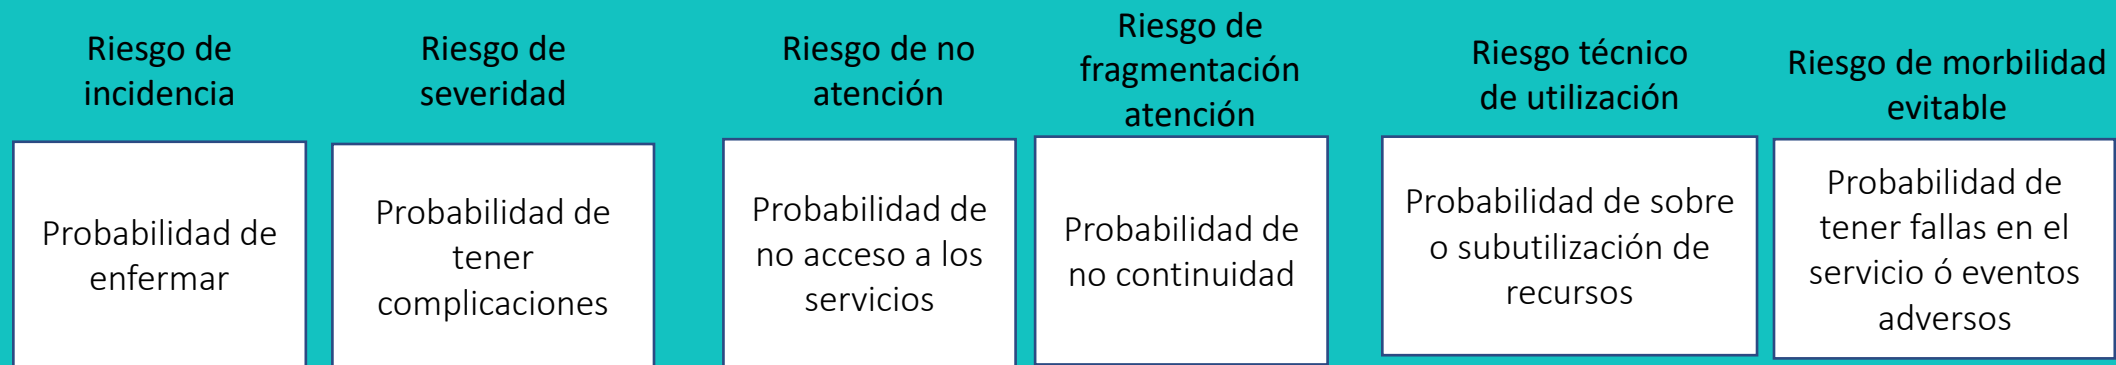 Riesgo de
incidencia
Probabilidad de
enfermar
Riesgo de
severidad
Probabilidad de
tener
complicaciones
Riesgo de no
atención
Probabilidad de
no acceso a los
servicios
Riesgo de
fragmentación
atención
Probabilidad de
no continuidad
Riesgo técnico
de utilización
Probabilidad de sobre
o subutilización de
recursos
Riesgo de morbilidad
evitable
Probabilidad de
tener fallas en el
servicio ó eventos
adversos